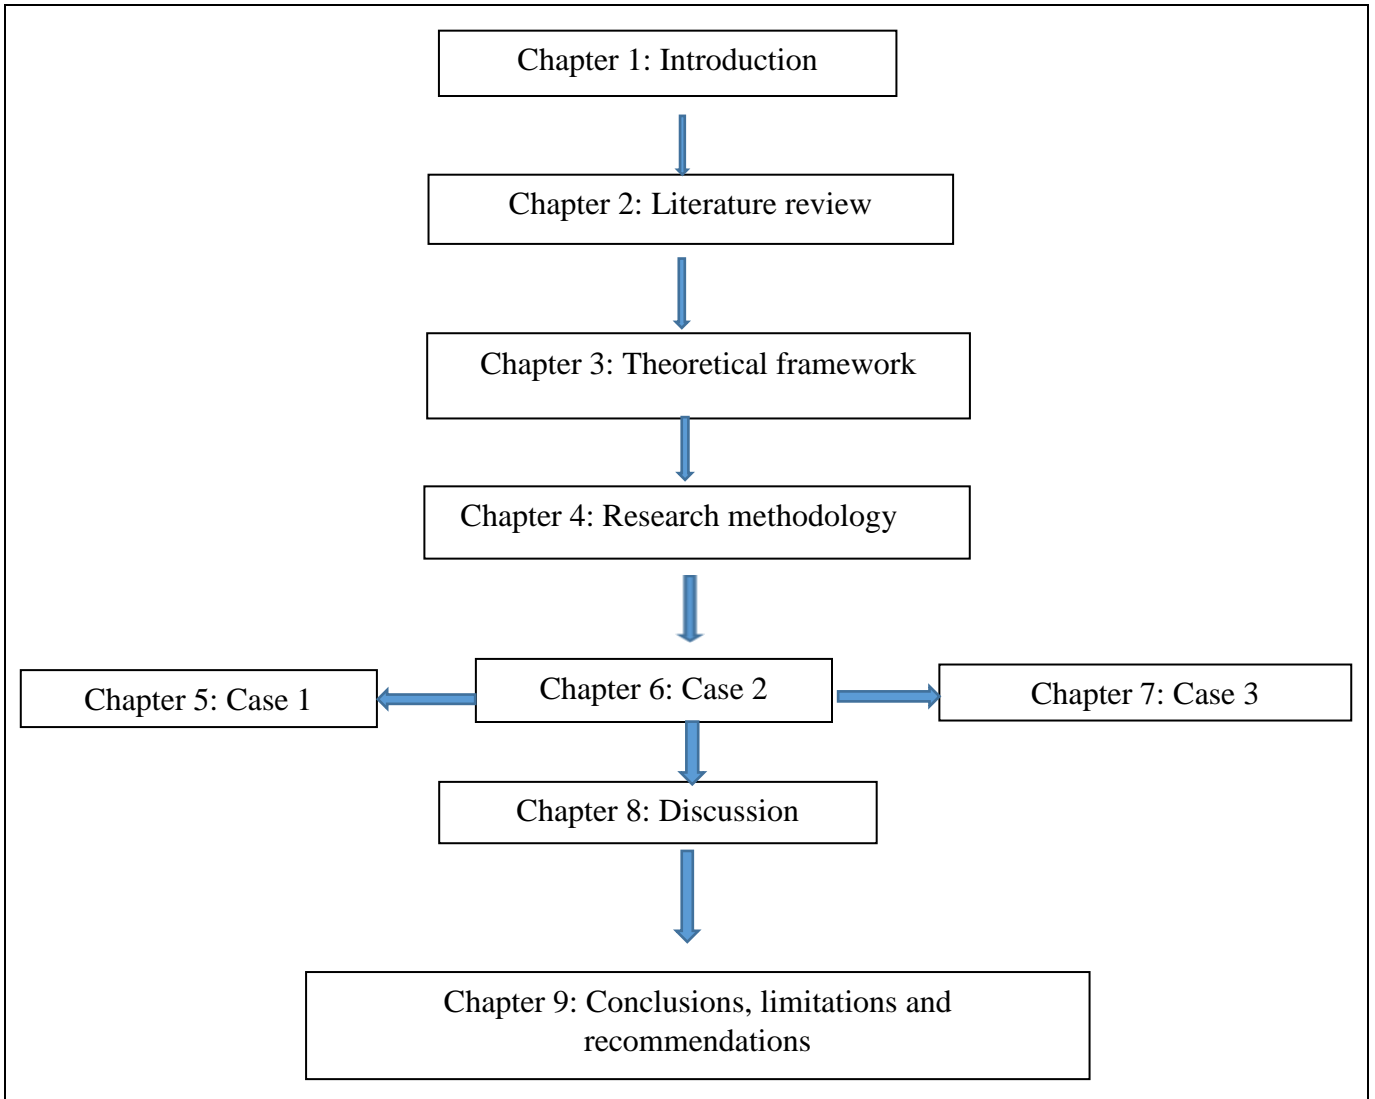 Chapter 1: Introduction
Chapter 2: Literature review
Chapter 3: Theoretical framework
Chapter 4: Research methodology
Chapter 5: Case 1
Chapter 6: Case 2
Chapter 7: Case 3
Chapter 8: Discussion
Chapter 9: Conclusions, limitations and
recommendations